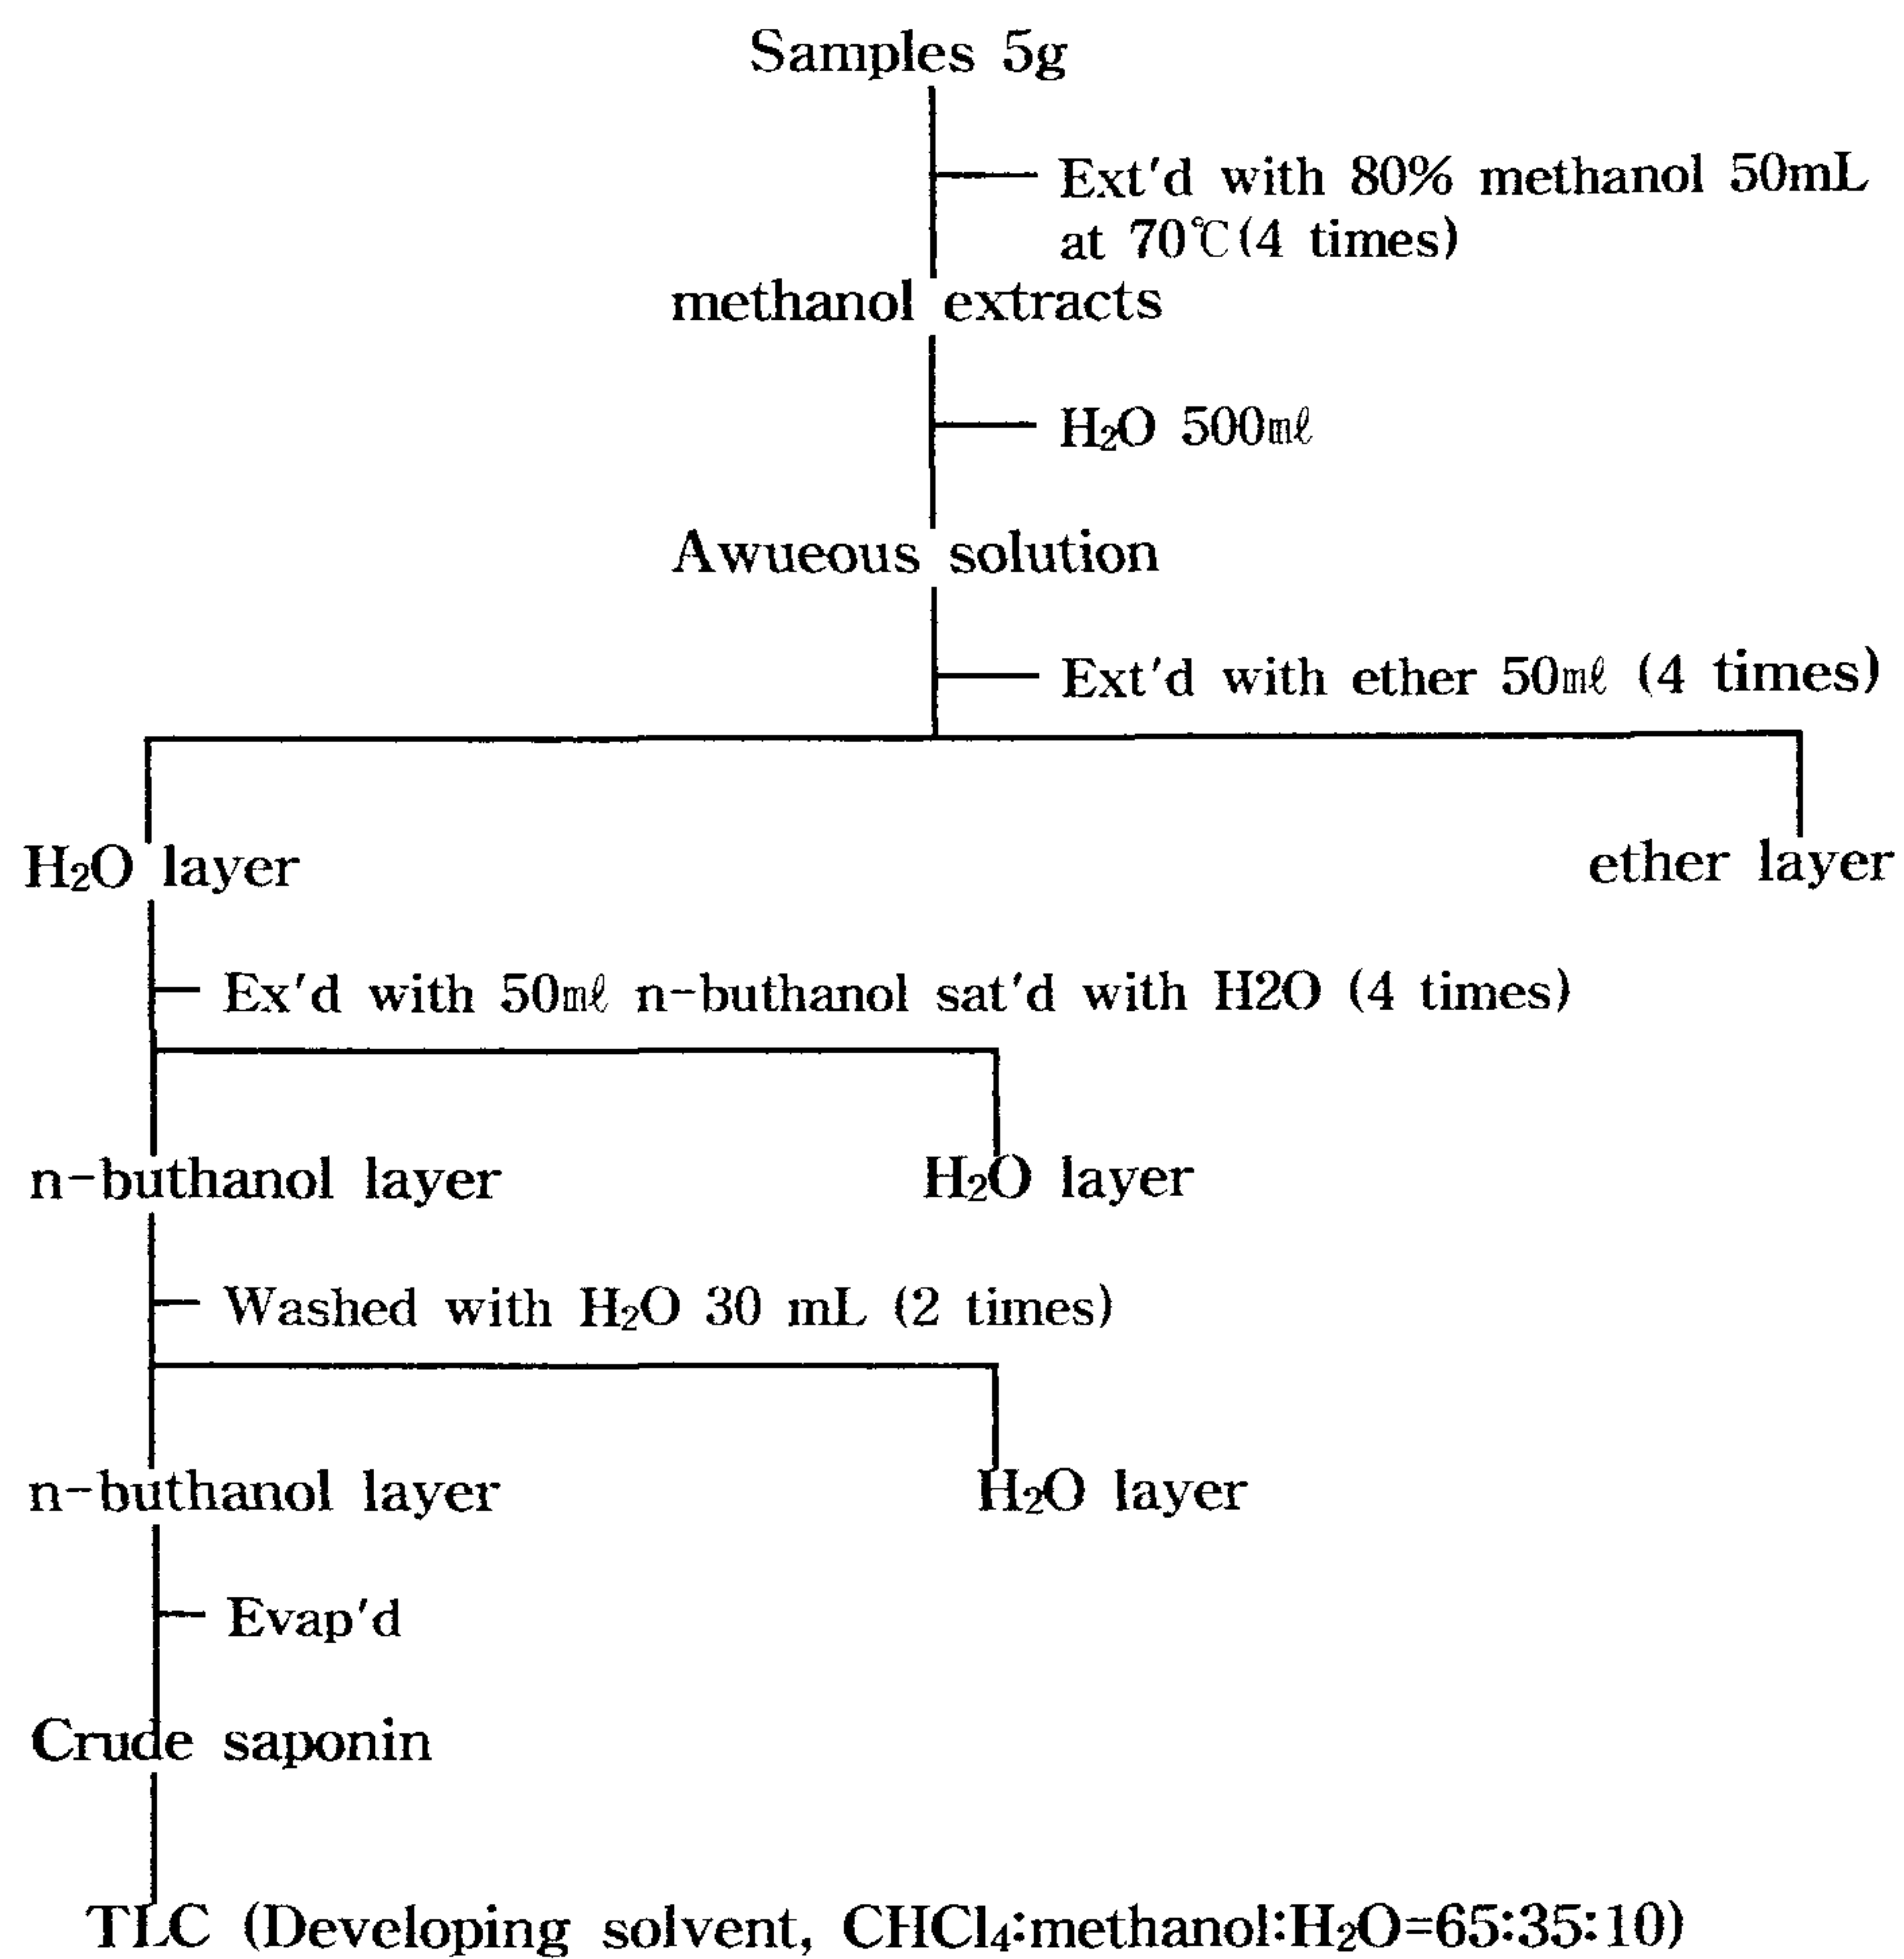 Samples 5g
Ext'd with 80% methanol 50mL
at 70℃(4 times)
methanol extracts
H₂O 500㎖
Awueous solution
Ext'd with ether 50㎖ (4 times)
H₂O layer
ether layer
Ex'd with 50㎖ n-buthanol sat'd with H2O (4 times)
n-buthanol layer
H₂O layer
Washed with H₂O 30 mL (2 times)
n-buthanol layer
H₂O layer
Evap'd
Crude saponin
TLC (Developing solvent, CHCl₄:methanol:H₂O=65:35:10)